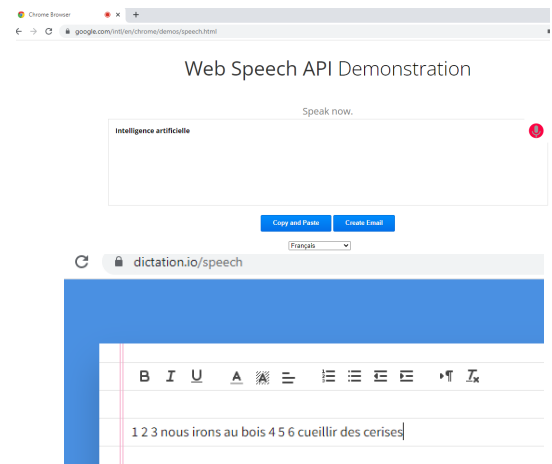 Chrome Browser
google.com/intl/en/chrome/demos/speech.html
Web Speech API Demonstration
Speak now.
Intelligence artificielle
Copy and Paste Create Email
Français
dictation.io/speech
B I U A A
1 2 3 nous irons au bois 4 5 6 cueillir des cerises